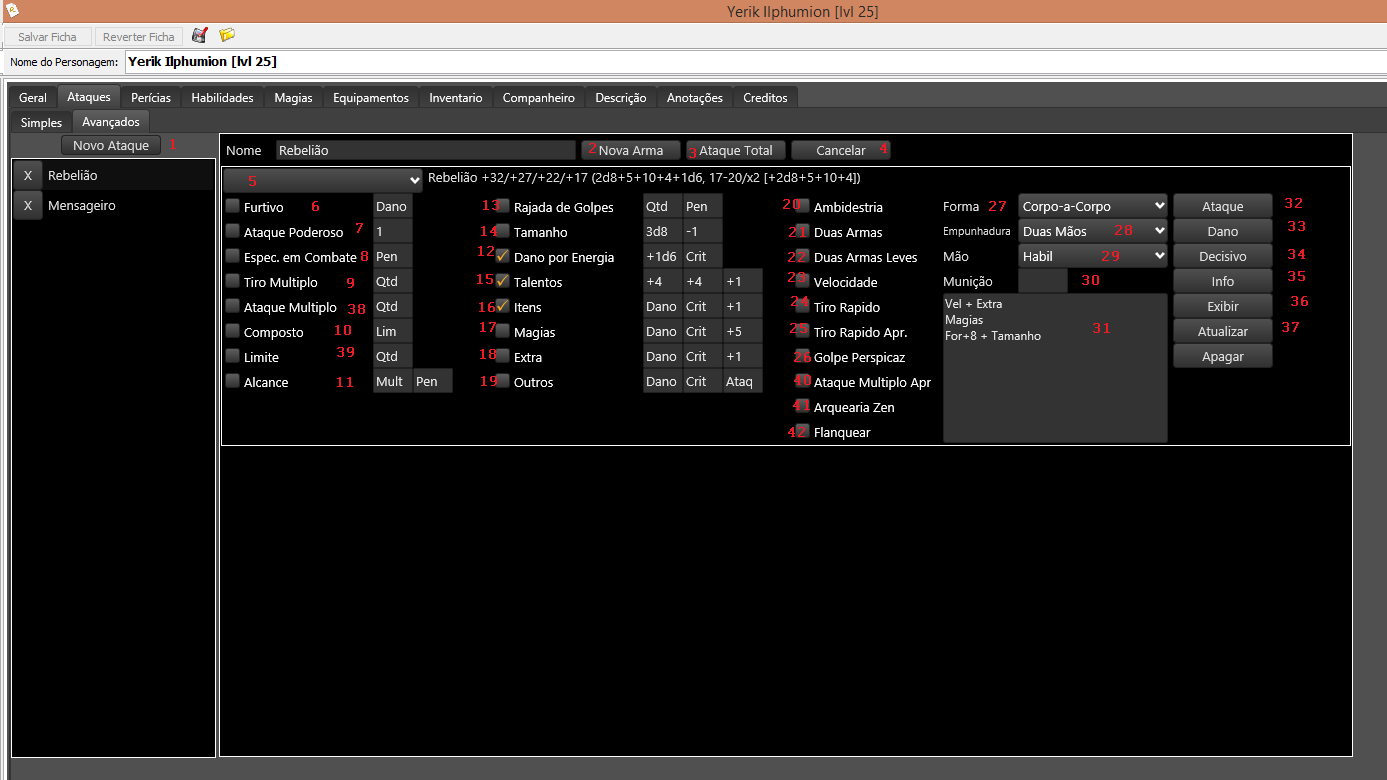 Yerik Ilphumion [lvl 25]
Salvar Ficha Reverter Ficha
Nome do Personagem: Yerik Ilphumion [lvl 25]
Geral Ataques Perícias Habilidades Magias Equipamentos Inventario Companheiro Descrição Anotações Creditos
Simples Avançados
Novo Ataque 1
X Rebelião
X Mensageiro
Nome Rebelião 2 Nova Arma 3 Ataque Total Cancelar 4
5 Rebelião +32/+27/+22/+17 (2d8+5+10+4+1d6, 17-20/x2 [+2d8+5+10+4])
Furtivo 6 Dano
Ataque Poderoso 7 1
Espec. em Combate 8 Pen
Tiro Multiplo 9 Qtd
Ataque Multiplo 38 Qtd
Composto 10 Lim
Limite 39 Qtd
Alcance 11 Mult Pen
13 Rajada de Golpes Qtd Pen
14 Tamanho 3d8 -1
12 Dano por Energia +1d6 Crit
15 Talentos +4 +4 +1
16 Itens Dano Crit +1
17 Magias Dano Crit +5
18 Extra Dano Crit +1
19 Outros Dano Crit Ataq
20 Ambidestria
21 Duas Armas
22 Duas Armas Leves
23 Velocidade
24 Tiro Rapido
25 Tiro Rapido Apr.
26 Golpe Perspicaz
40 Ataque Multiplo Apr
41 Arquearia Zen
42 Flanquear
Forma 27 Corpo-a-Corpo
Empunhadura Duas Mãos 28
Mão Habil 29
Munição 30
Vel + Extra
Magias
For+8 + Tamanho
31
Ataque 32
Dano 33
Decisivo 34
Info 35
Exibir 36
Atualizar 37
Apagar